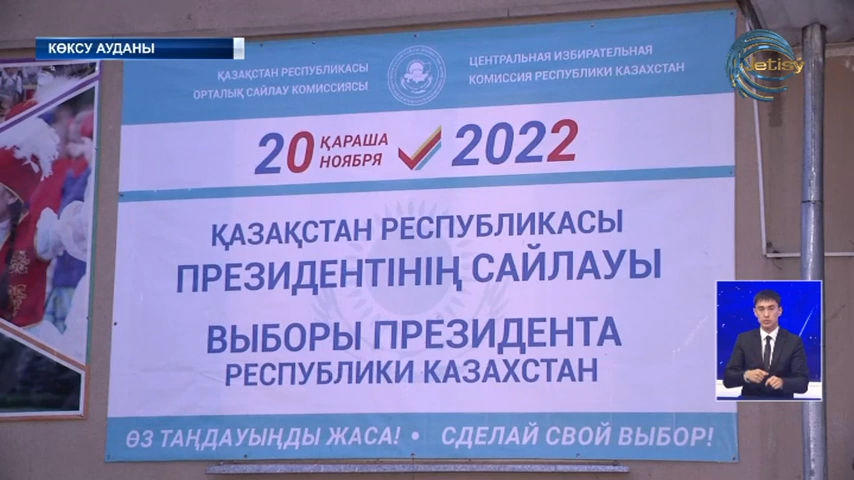 КӨКСУ АУДАНЫ
Jetisy
ҚАЗАҚСТАН РЕСПУБЛИКАСЫ
ОРТАЛЫҚ САЙЛАУ КОМИССИЯСЫ
ЦЕНТРАЛЬНАЯ ИЗБИРАТЕЛЬНАЯ
КОМИССИЯ РЕСПУБЛИКИ КАЗАХСТАН
20 ҚАРАША
НОЯБРЯ
2022
ҚАЗАҚСТАН РЕСПУБЛИКАСЫ
ПРЕЗИДЕНТІНІҢ САЙЛАУЫ
ВЫБОРЫ ПРЕЗИДЕНТА
РЕСПУБЛИКИ КАЗАХСТАН
ӨЗ ТАҢДАУЫҢДЫ ЖАСА! • СДЕЛАЙ СВОЙ ВЫБОР!